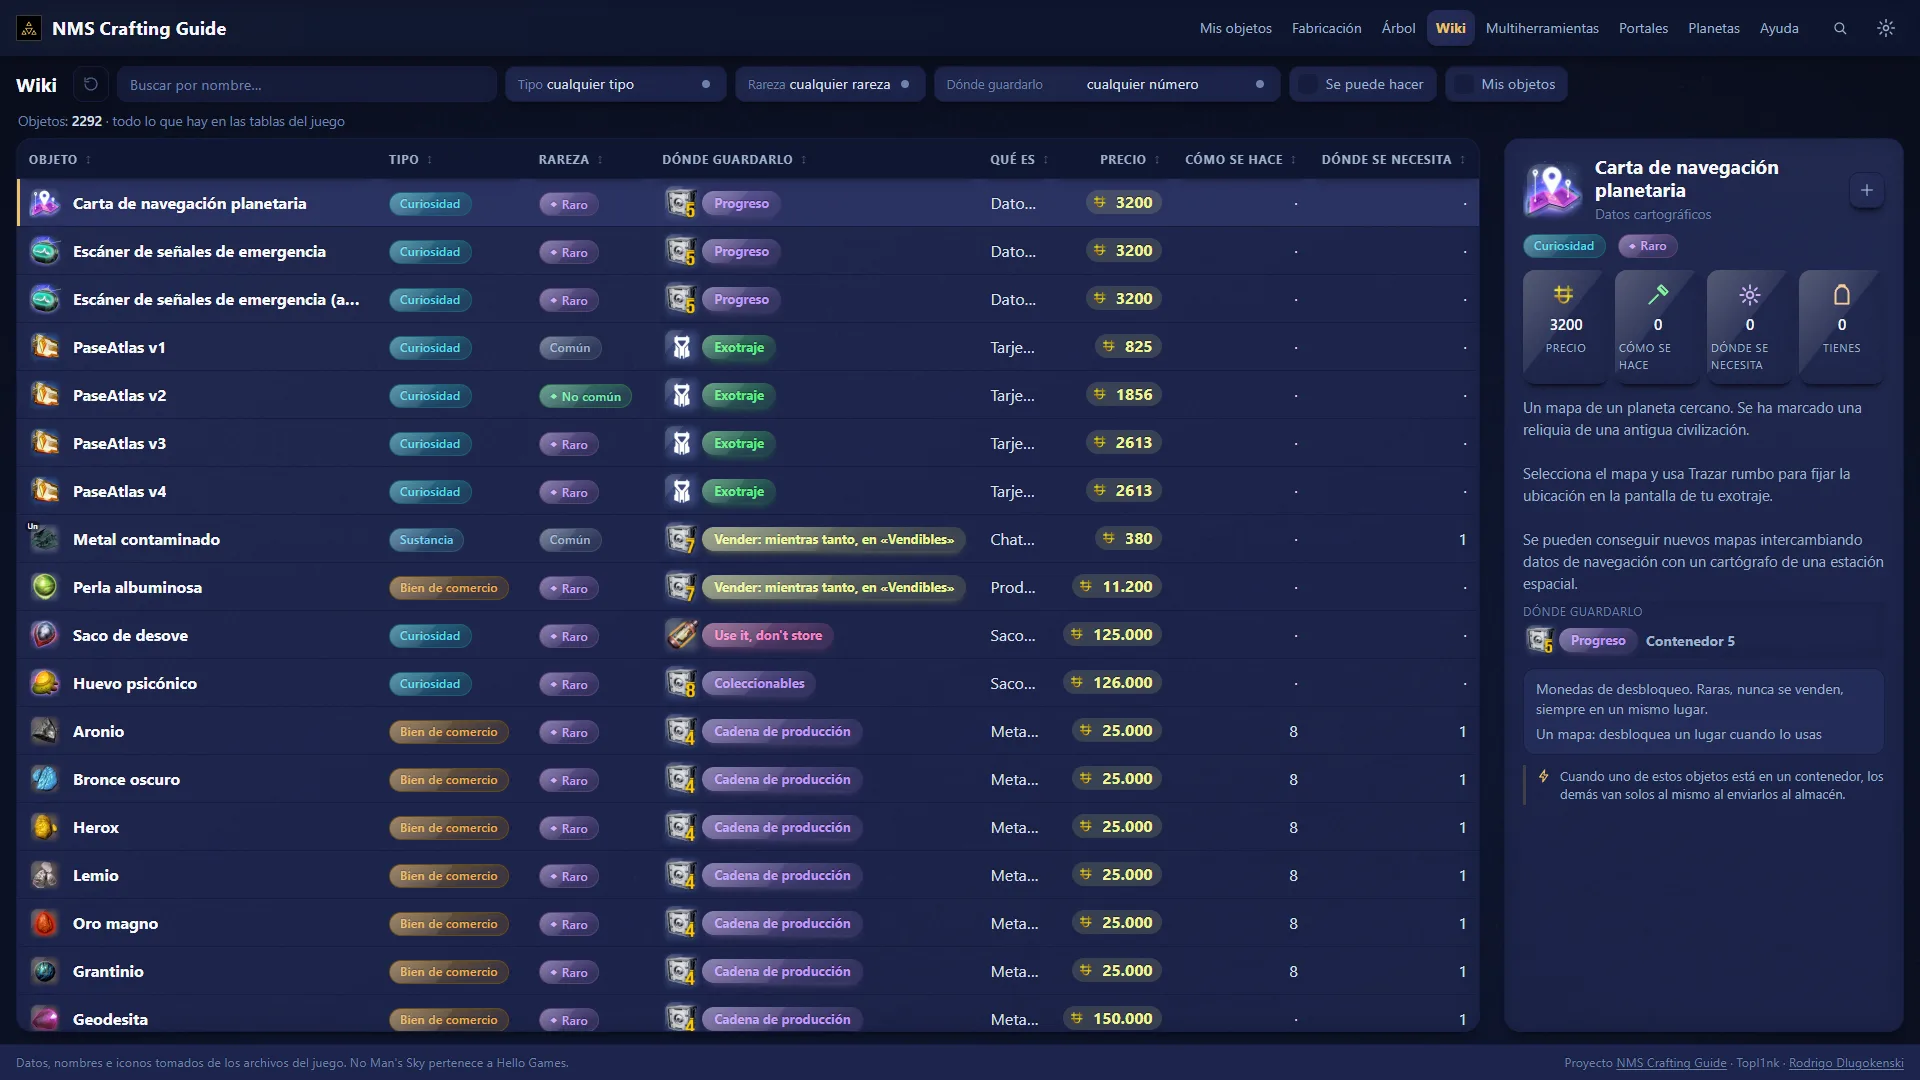 NMS Crafting Guide
Mis objetos Fabricación Árbol Wiki Multiherramientas Portales Planetas Ayuda
Wiki Buscar por nombre... Tipo cualquier tipo Rareza cualquier rareza Dónde guardarlo cualquier número Se puede hacer Mis objetos
Objetos: 2292 · todo lo que hay en las tablas del juego
OBJETO TIPO RAREZA DÓNDE GUARDARLO QUÉ ES PRECIO CÓMO SE HACE DÓNDE SE NECESITA
Carta de navegación planetaria Curiosidad Raro 5 Progreso Dato... 3200 · ·
Escáner de señales de emergencia Curiosidad Raro 5 Progreso Dato... 3200 · ·
Escáner de señales de emergencia (a... Curiosidad Raro 5 Progreso Dato... 3200 · ·
PaseAtlas v1 Curiosidad Común Exotraje Tarje... 825 · ·
PaseAtlas v2 Curiosidad No común Exotraje Tarje... 1856 · ·
PaseAtlas v3 Curiosidad Raro Exotraje Tarje... 2613 · ·
PaseAtlas v4 Curiosidad Raro Exotraje Tarje... 2613 · ·
Un Metal contaminado Sustancia Común 7 Vender: mientras tanto, en «Vendibles» Chat... 380 · 1
Perla albuminosa Bien de comercio Raro 7 Vender: mientras tanto, en «Vendibles» Prod... 11.200 · ·
Saco de desove Curiosidad Raro Use it, don't store Saco... 125.000 · ·
Huevo psicónico Curiosidad Raro 8 Coleccionables Saco... 126.000 · ·
Aronio Bien de comercio Raro 4 Cadena de producción Meta... 25.000 8 1
Bronce oscuro Bien de comercio Raro 4 Cadena de producción Meta... 25.000 8 1
Herox Bien de comercio Raro 4 Cadena de producción Meta... 25.000 8 1
Lemio Bien de comercio Raro 4 Cadena de producción Meta... 25.000 8 1
Oro magno Bien de comercio Raro 4 Cadena de producción Meta... 25.000 8 1
Grantinio Bien de comercio Raro 4 Cadena de producción Meta... 25.000 8 1
Geodesita Bien de comercio Raro 4 Cadena de producción Meta... 150.000 · 1
Carta de navegación
planetaria
Datos cartográficos
Curiosidad Raro
3200 0 0 0
PRECIO CÓMO SE HACE DÓNDE SE NECESITA TIENES
Un mapa de un planeta cercano. Se ha marcado una
reliquia de una antigua civilización.
Selecciona el mapa y usa Trazar rumbo para fijar la
ubicación en la pantalla de tu exotraje.
Se pueden conseguir nuevos mapas intercambiando
datos de navegación con un cartógrafo de una estación
espacial.
DÓNDE GUARDARLO
5 Progreso Contenedor 5
Monedas de desbloqueo. Raras, nunca se venden,
siempre en un mismo lugar.
Un mapa: desbloquea un lugar cuando lo usas
Cuando uno de estos objetos está en un contenedor, los
demás van solos al mismo al enviarlos al almacén.
Datos, nombres e iconos tomados de los archivos del juego. No Man's Sky pertenece a Hello Games.
Proyecto NMS Crafting Guide · Topl1nk · Rodrigo Dlugokenski